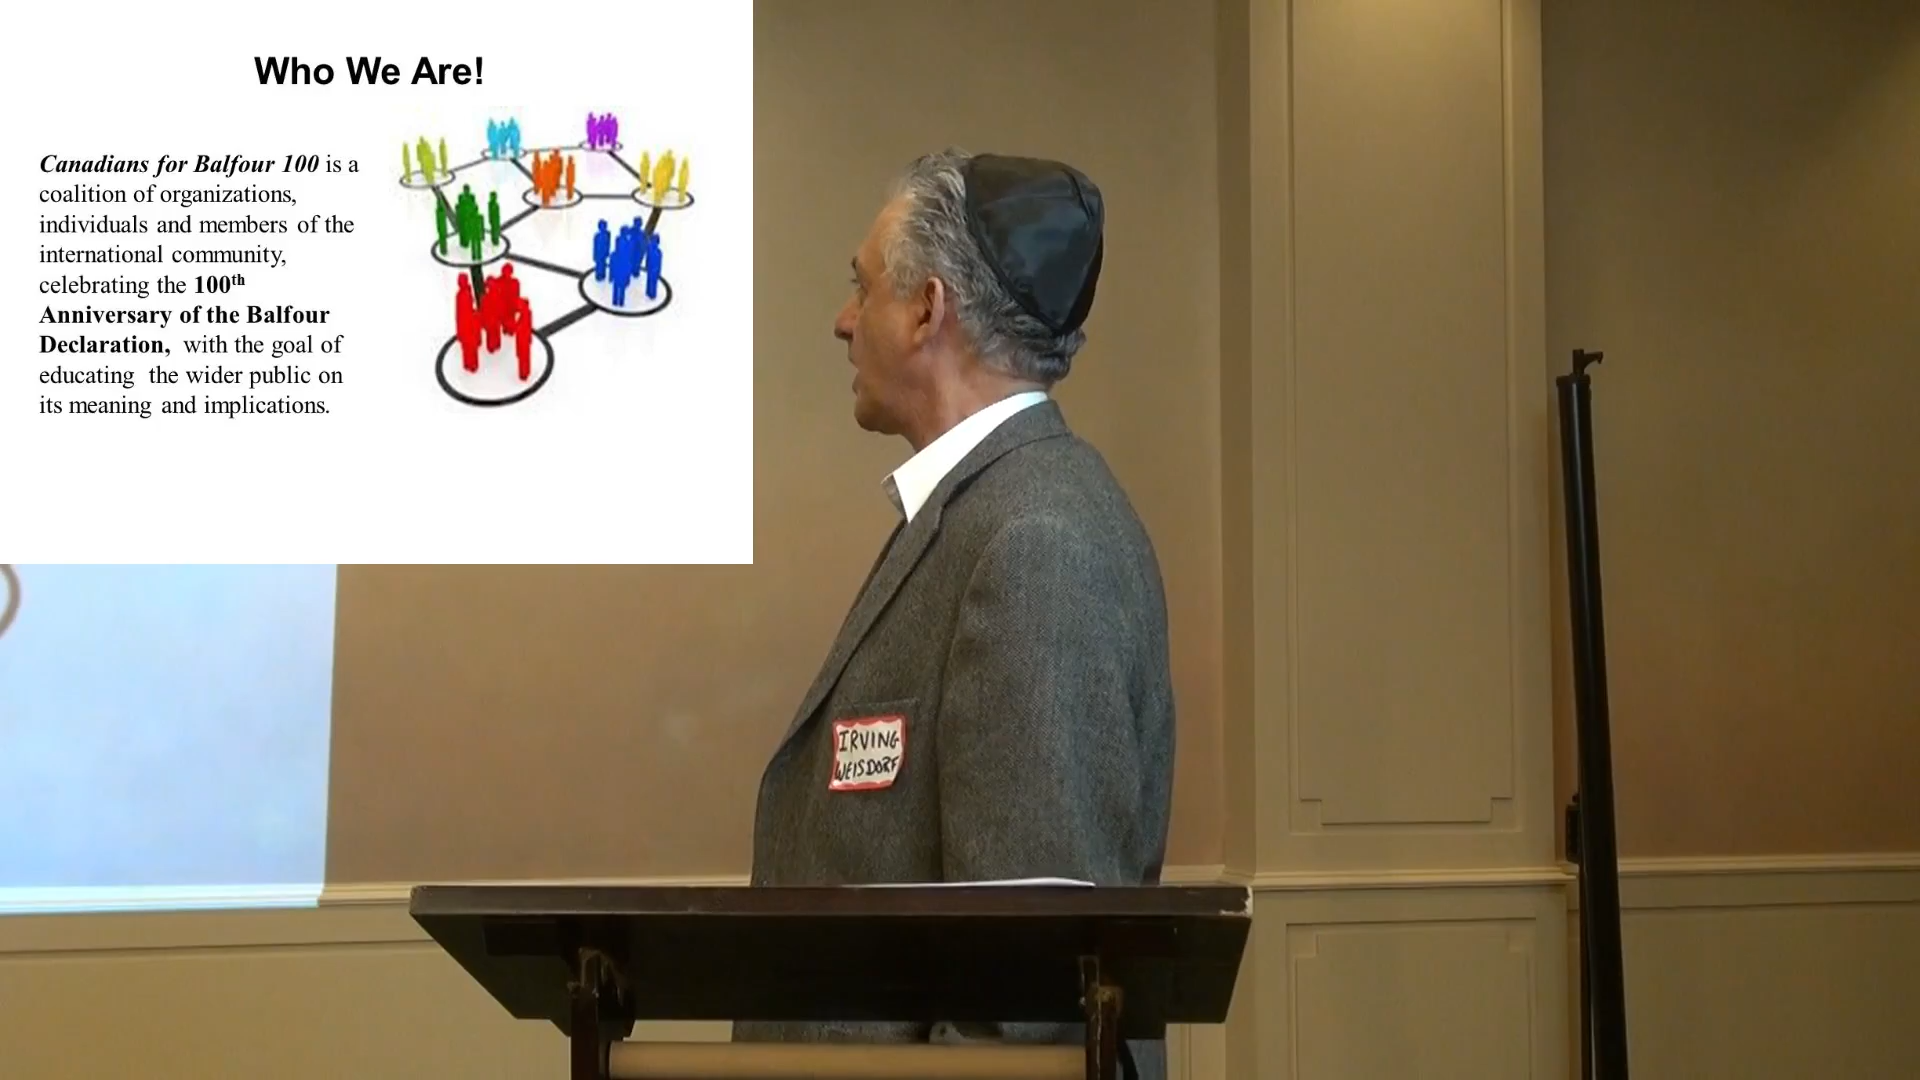 Who We Are!
Canadians for Balfour 100 is a
coalition of organizations,
individuals and members of the
international community,
celebrating the 100th
Anniversary of the Balfour
Declaration, with the goal of
educating the wider public on
its meaning and implications.
IRVING
WEISDORF